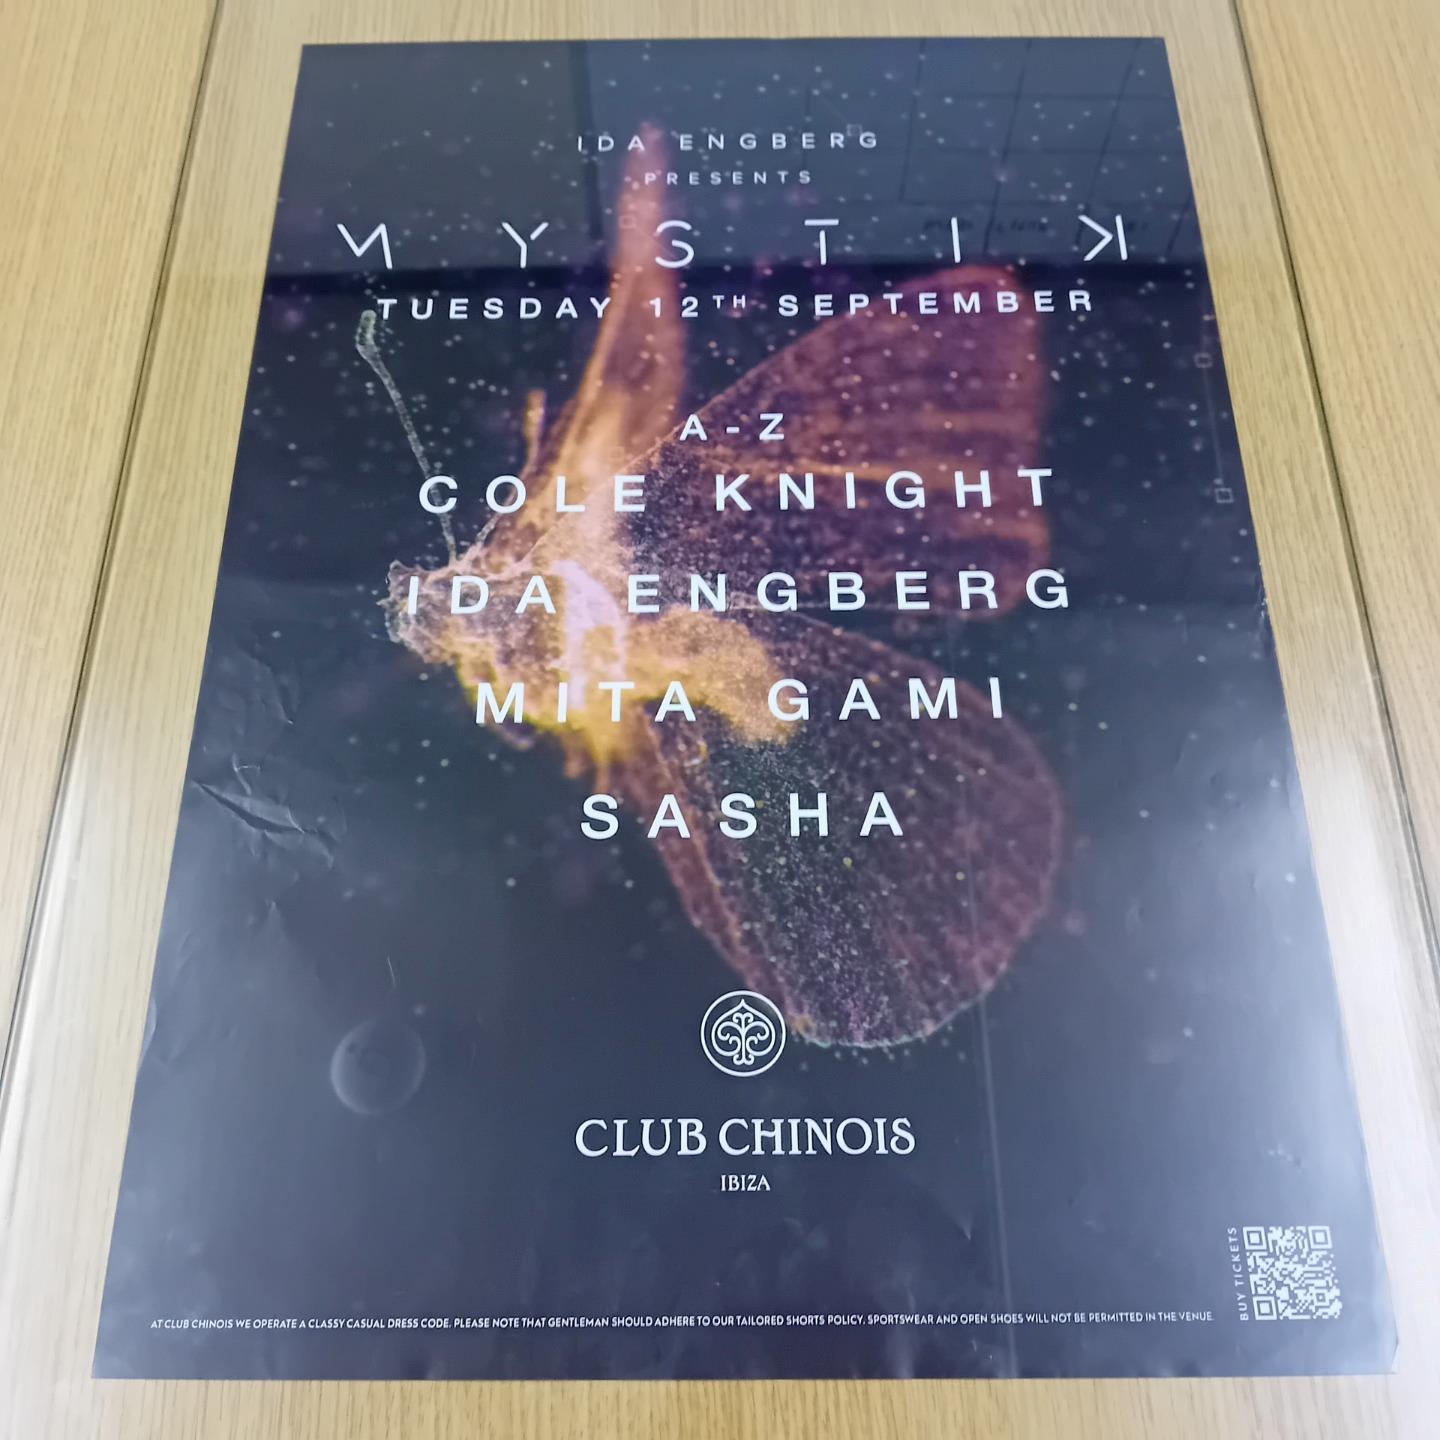 IDA ENGBERG
PRESENTS
MYSTIK
TUESDAY 12TH SEPTEMBER
A-Z
COLE KNIGHT
IDA ENGBERG
MITA GAMI
SASHA
CLUB CHINOIS
IBIZA
BUY TICKETS
AT CLUB CHINOIS WE OPERATE A CLASSY CASUAL DRESS CODE. PLEASE NOTE THAT GENTLEMAN SHOULD ADHERE TO OUR TAILORED SHORTS POLICY. SPORTSWEAR AND OPEN SHOES WILL NOT BE PERMITTED IN THE VENUE.